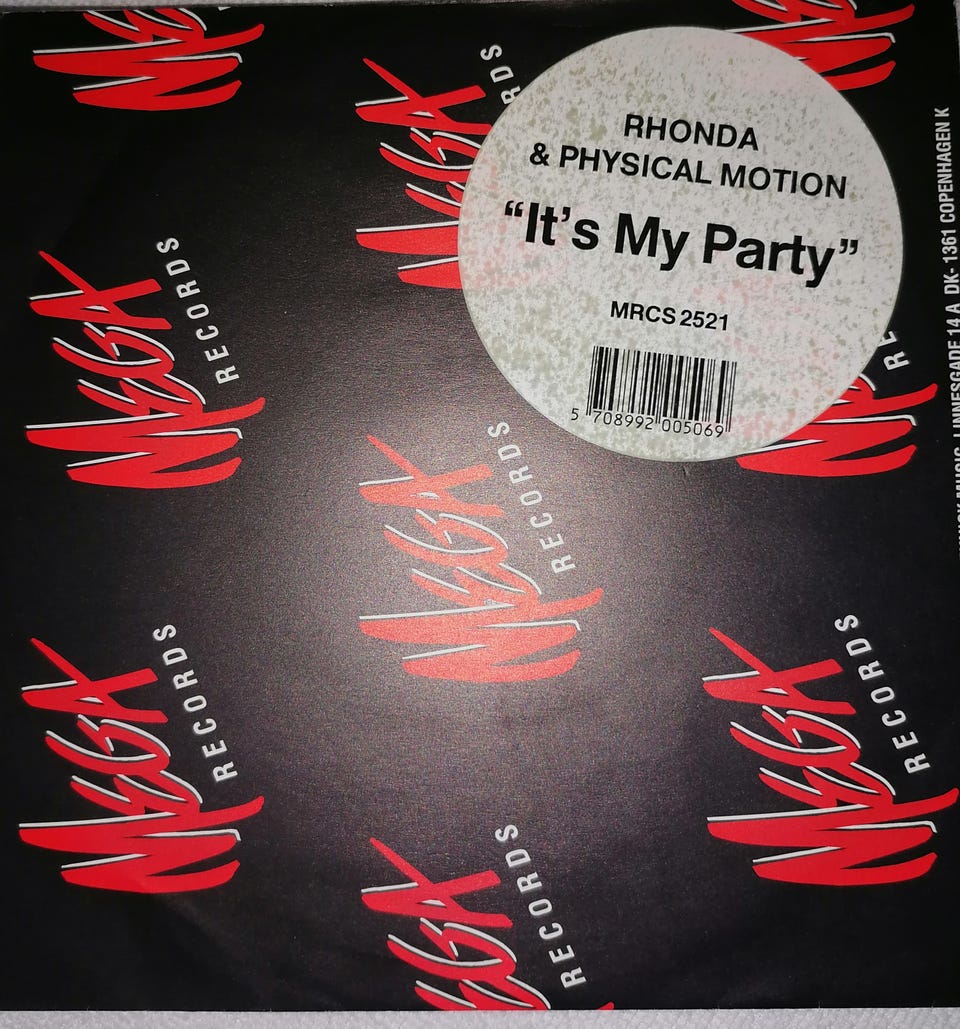 MEGA
RECORDS
RHONDA
& PHYSICAL MOTION
“It’s My Party”
MRCS 2521
5 708992 005069
MEGA
RECORDS
MEGA
RECORDS
MEGA
RECORDS
MEGA
RECORDS
MEGA
RECORDS
MUSIC, LINNESGADE 14 A DK- 1361 COPENHAGEN K